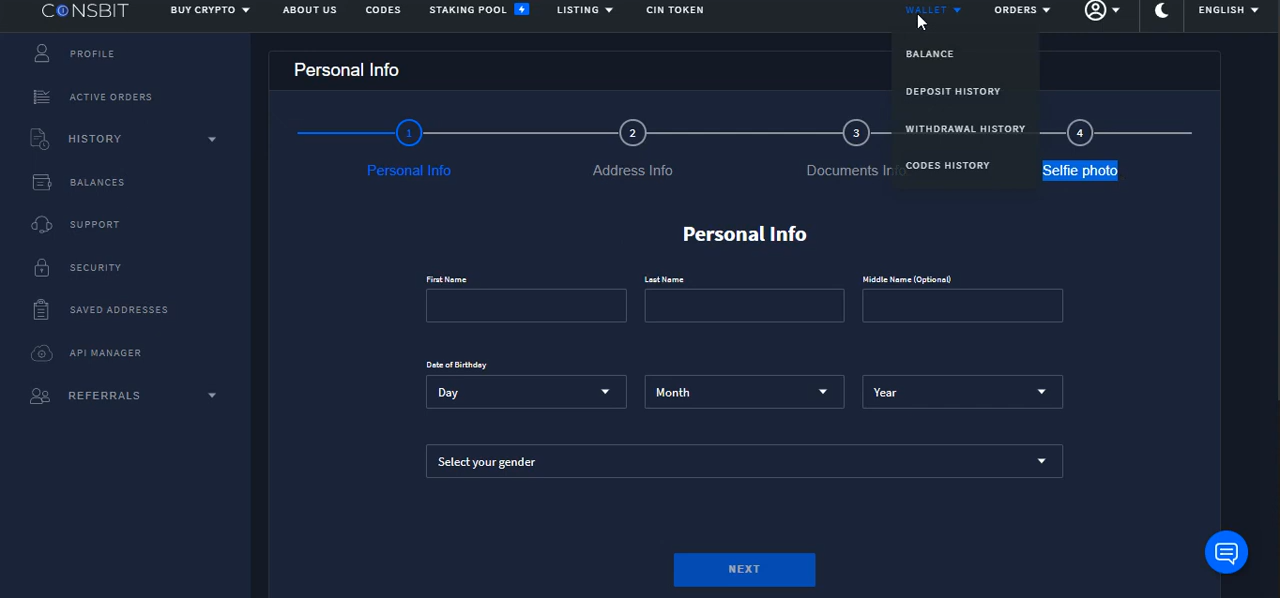 CONSBIT
BUY CRYPTO
ABOUT US
CODES
STAKING POOL
LISTING
CIN TOKEN
WALLET
ORDERS
ENGLISH
BALANCE
DEPOSIT HISTORY
WITHDRAWAL HISTORY
CODES HISTORY
PROFILE
ACTIVE ORDERS
HISTORY
BALANCES
SUPPORT
SECURITY
SAVED ADDRESSES
API MANAGER
REFERRALS
Personal Info
1
2
3
4
Personal Info
Address Info
Documents Info
Selfie photo
Personal Info
First Name
Last Name
Middle Name (Optional)
Date of Birthday
Day
Month
Year
Select your gender
NEXT